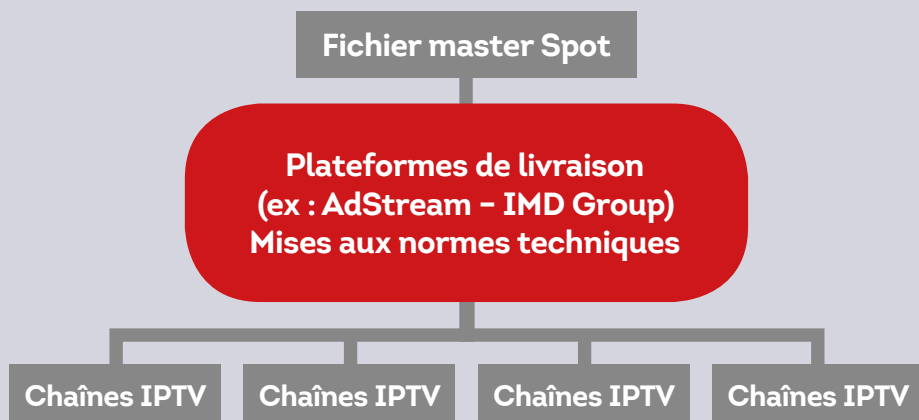 Fichier master Spot
Plateformes de livraison
(ex : AdStream – IMD Group)
Mises aux normes techniques
Chaînes IPTV
Chaînes IPTV
Chaînes IPTV
Chaînes IPTV